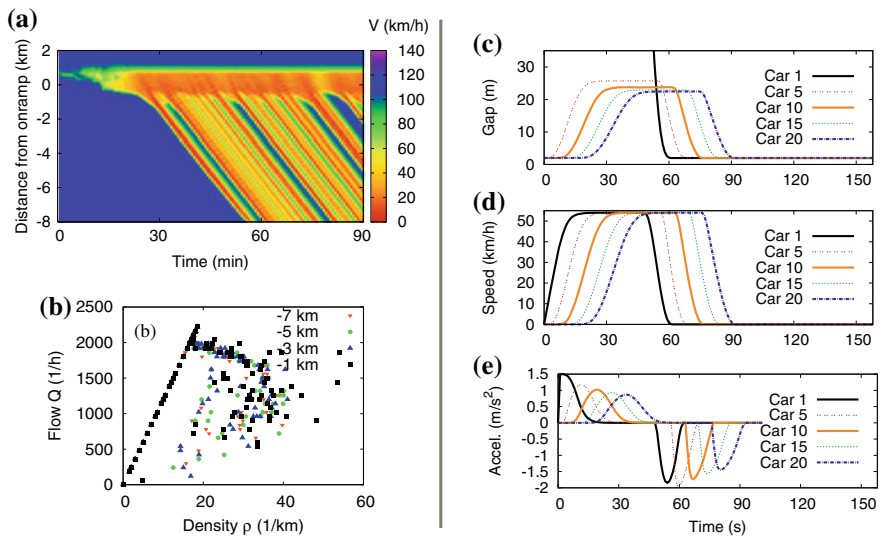 (a)
V (km/h)
Distance from onramp (km)
2
0
-2
-4
-6
-8
0
30
60
90
Time (min)
140
120
100
80
60
40
20
0
(b)
(b)
Flow Q (1/h)
2500
2000
1500
1000
500
0
0
20
40
60
Density ρ (1/km)
-7 km
-5 km
-3 km
-1 km
(c)
Gap (m)
30
20
10
0
0
30
60
90
120
150
Car 1
Car 5
Car 10
Car 15
Car 20
(d)
Speed (km/h)
50
40
30
20
10
0
0
30
60
90
120
150
Car 1
Car 5
Car 10
Car 15
Car 20
(e)
Accel. (m/s²)
1.5
1
0.5
0
-0.5
-1
-1.5
-2
0
30
60
90
120
150
Time (s)
Car 1
Car 5
Car 10
Car 15
Car 20